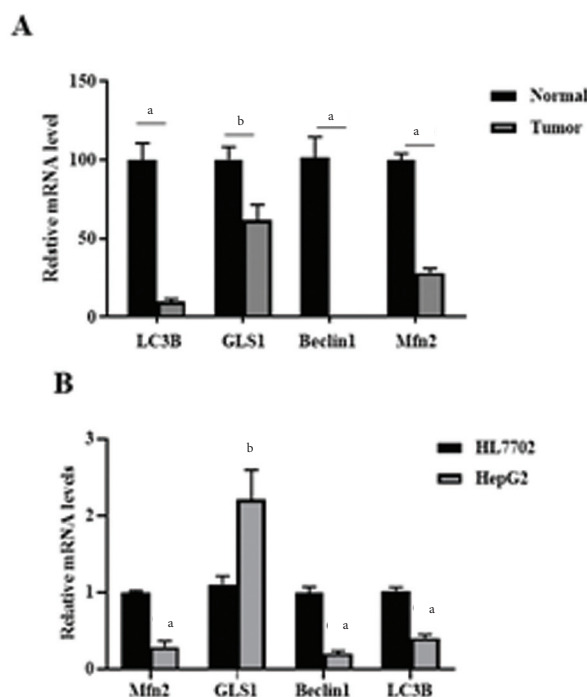 A
150
100
50
0
Relative mRNA level
a
b
a
a
Normal
Tumor
LC3B
GLS1
Beclin1
Mfn2
B
3
2
1
0
Relative mRNA levels
b
a
a
a
HL7702
HepG2
Mfn2
GLS1
Beclin1
LC3B